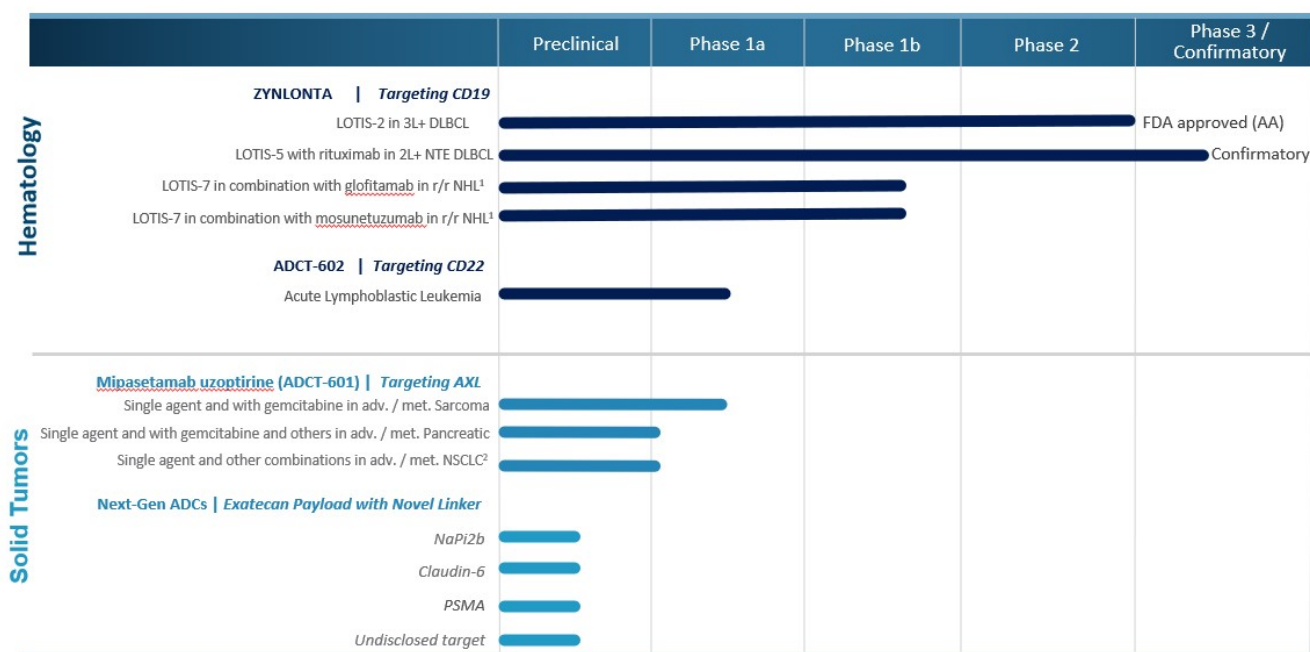 Preclinical
Phase 1a
Phase 1b
Phase 2
Phase 3 /
Confirmatory
Hematology
ZYNLONTA | Targeting CD19
LOTIS-2 in 3L+ DLBCL
FDA approved (AA)
LOTIS-5 with rituximab in 2L+ NTE DLBCL
Confirmatory
LOTIS-7 in combination with glofitamab in r/r NHL¹
LOTIS-7 in combination with mosunetuzumab in r/r NHL¹
ADCT-602 | Targeting CD22
Acute Lymphoblastic Leukemia
Solid Tumors
Mipasetamab uzoptirine (ADCT-601) | Targeting AXL
Single agent and with gemcitabine in adv. / met. Sarcoma
Single agent and with gemcitabine and others in adv. / met. Pancreatic
Single agent and other combinations in adv. / met. NSCLC²
Next-Gen ADCs | Exatecan Payload with Novel Linker
NaPi2b
Claudin-6
PSMA
Undisclosed target